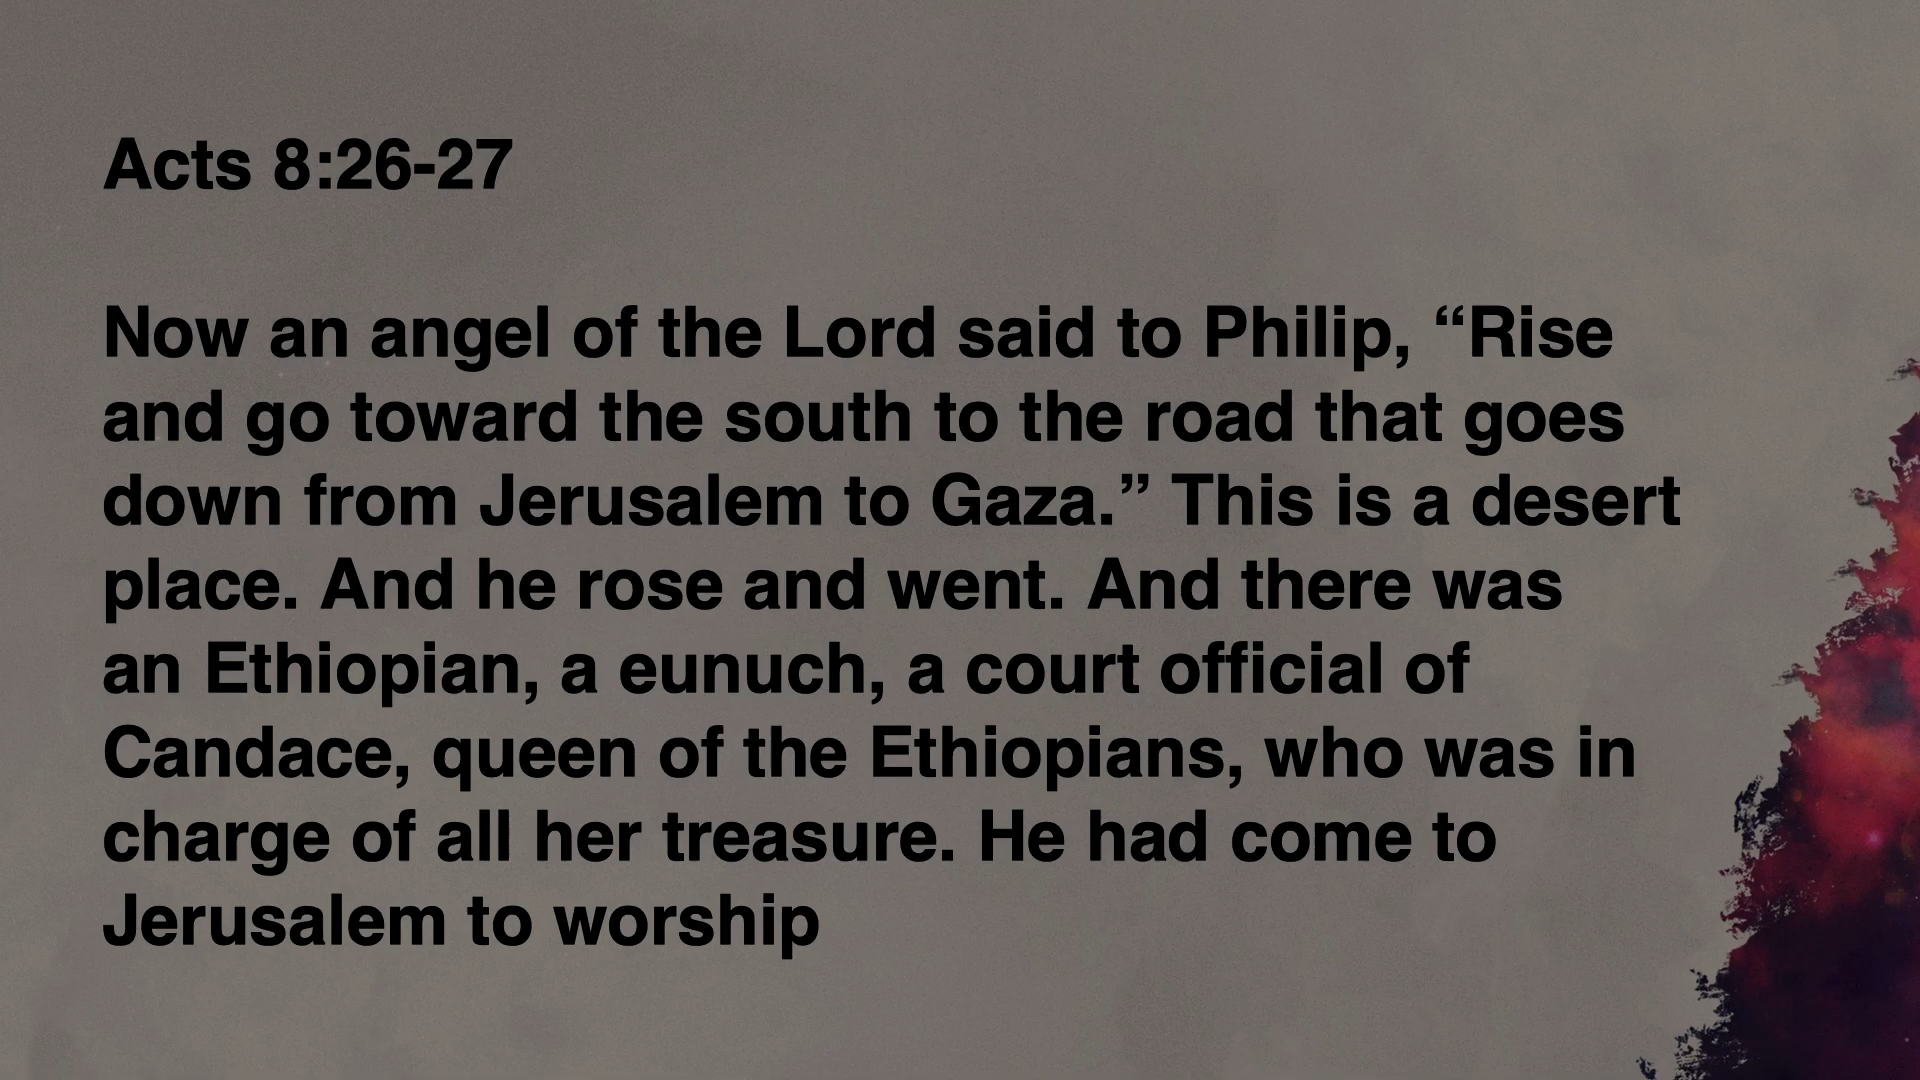 Acts 8:26-27
Now an angel of the Lord said to Philip, “Rise
and go toward the south to the road that goes
down from Jerusalem to Gaza.” This is a desert
place. And he rose and went. And there was
an Ethiopian, a eunuch, a court official of
Candace, queen of the Ethiopians, who was in
charge of all her treasure. He had come to
Jerusalem to worship